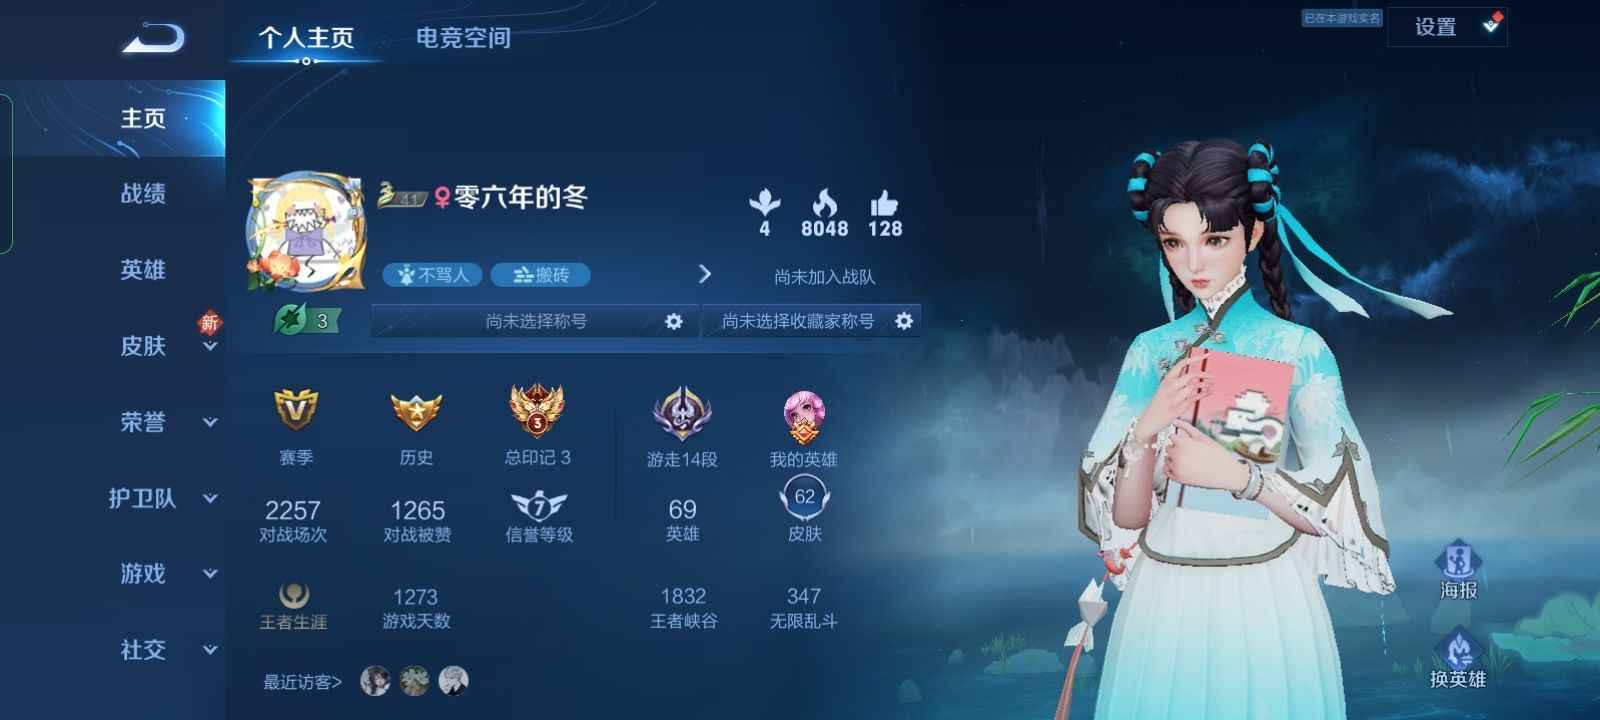 个人主页
电竞空间
已在本游戏实名
设置
主页
战绩
英雄
新
皮肤
荣誉
护卫队
游戏
社交
41 零六年的冬
4 8048 128
不骂人 搬砖
尚未加入战队
3
尚未选择称号
尚未选择收藏家称号
V
3
赛季 历史 总印记 3 游走14段 我的英雄
2257 1265 7 69 62
对战场次 对战被赞 信誉等级 英雄 皮肤
1273 1832 347
王者生涯 游戏天数 王者峡谷 无限乱斗
最近访客>
海报
换英雄